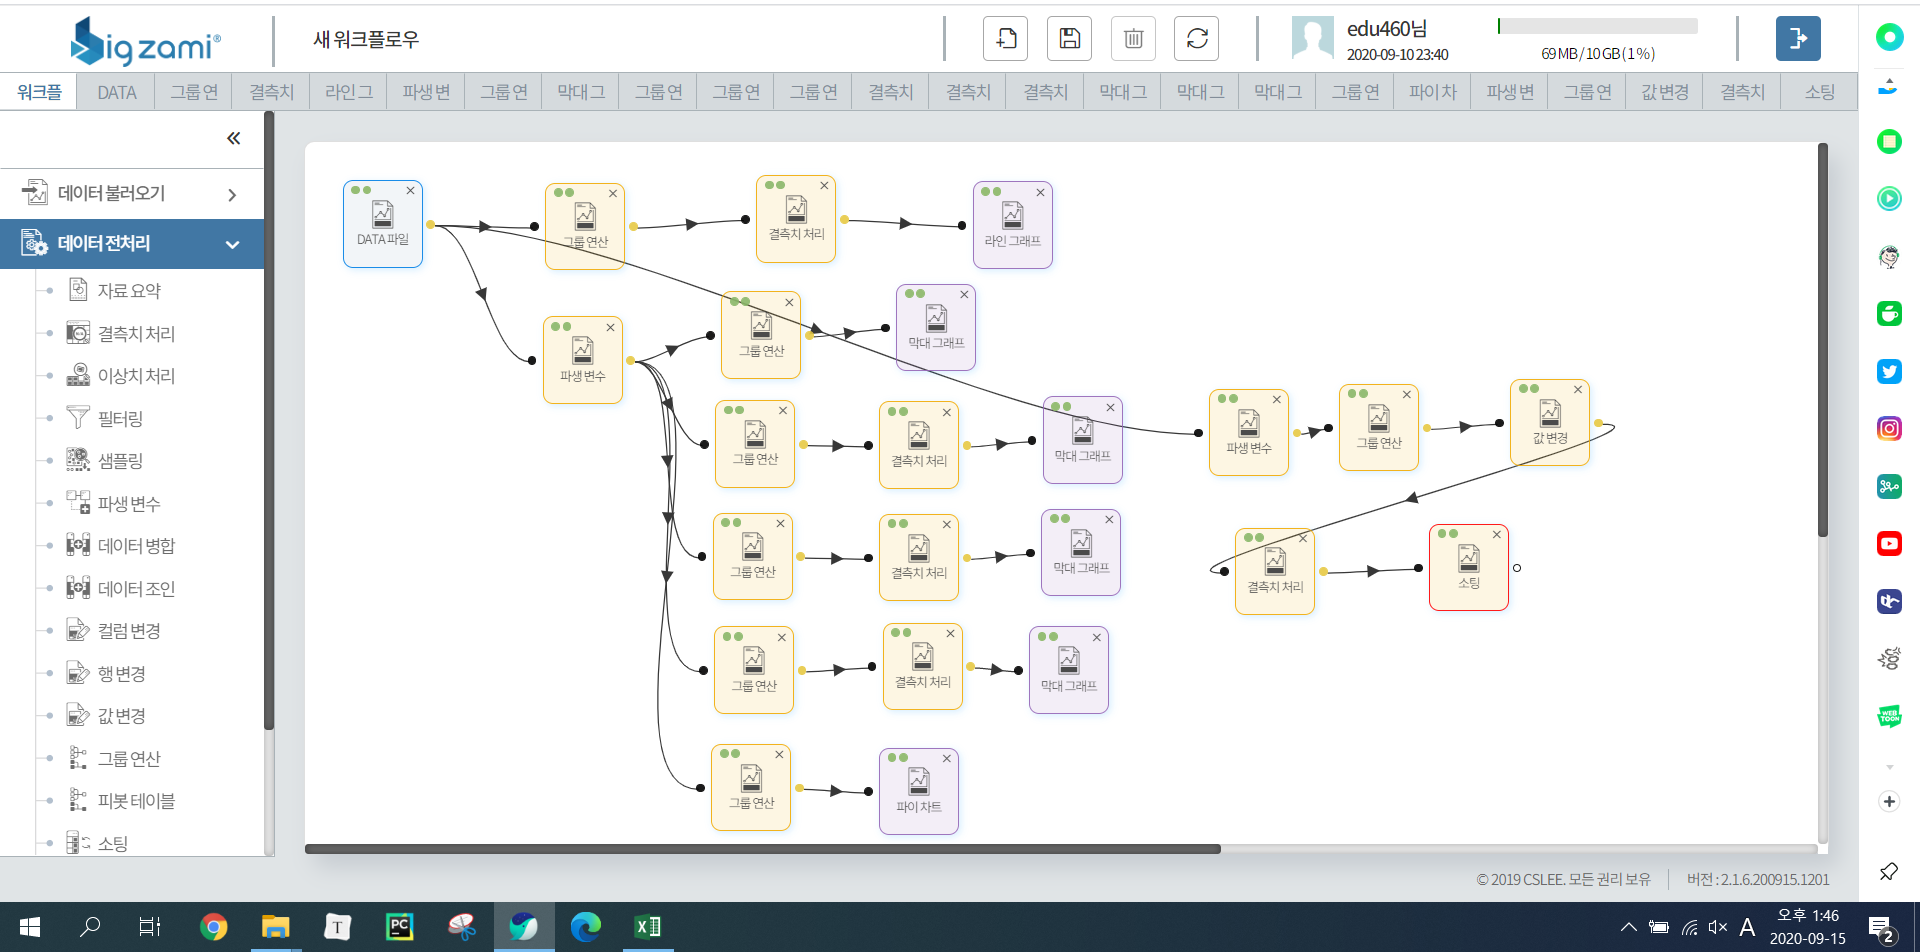 Bigzami®
새 워크플로우
edu460님
2020-09-10 23:40
69 MB / 10 GB ( 1 % )
워크플
DATA
그룹 연
결측치
라인 그
파생 변
그룹 연
막대 그
그룹 연
그룹 연
그룹 연
결측치
결측치
결측치
막대 그
막대 그
막대 그
그룹 연
파이 차
파생 변
그룹 연
값 변경
결측치
소팅
데이터 불러오기
데이터 전처리
자료 요약
결측치 처리
이상치 처리
필터링
샘플링
파생 변수
데이터 병합
데이터 조인
컬럼 변경
행 변경
값 변경
그룹 연산
피봇 테이블
소팅
DATA 파일
그룹 연산
결측치 처리
라인 그래프
파생 변수
그룹 연산
막대 그래프
그룹 연산
결측치 처리
막대 그래프
파생 변수
그룹 연산
값 변경
그룹 연산
결측치 처리
막대 그래프
결측치 처리
소팅
그룹 연산
결측치 처리
막대 그래프
그룹 연산
파이 차트
© 2019 CSLEE. 모든 권리 보유
버전 : 2.1.6.200915.1201
WEB
TOON
T
PC
X
A
오후 1:46
2020-09-15
2